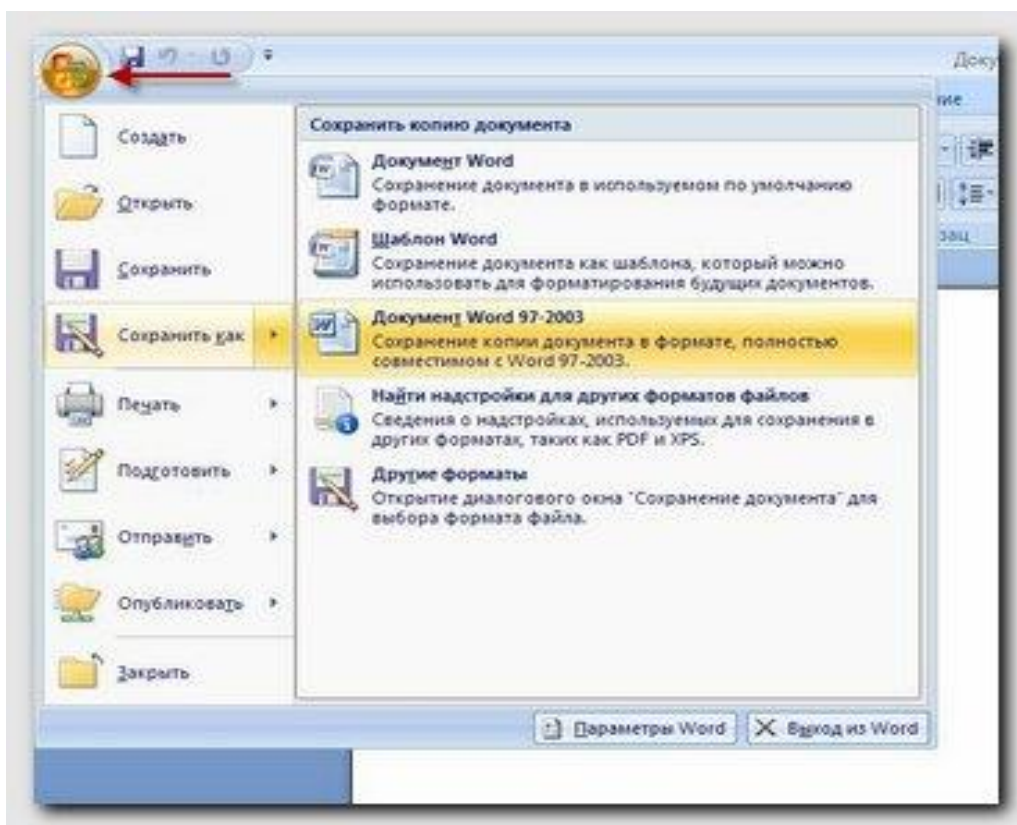 Доку
ние
зац
Создать
Открыть
Сохранить
Сохранить как
Печать
Подготовить
Отправить
Опубликовать
Закрыть
Сохранить копию документа
Документ Word
Сохранение документа в используемом по умолчанию
формате.
Шаблон Word
Сохранение документа как шаблона, который можно
использовать для форматирования будущих документов.
Документ Word 97-2003
Сохранение копии документа в формате, полностью
совместимом с Word 97-2003.
Найти надстройки для других форматов файлов
Сведения о надстройках, используемых для сохранения в
других форматах, таких как PDF и XPS.
Другие форматы
Открытие диалогового окна "Сохранение документа" для
выбора формата файла.
Параметры Word
Выход из Word